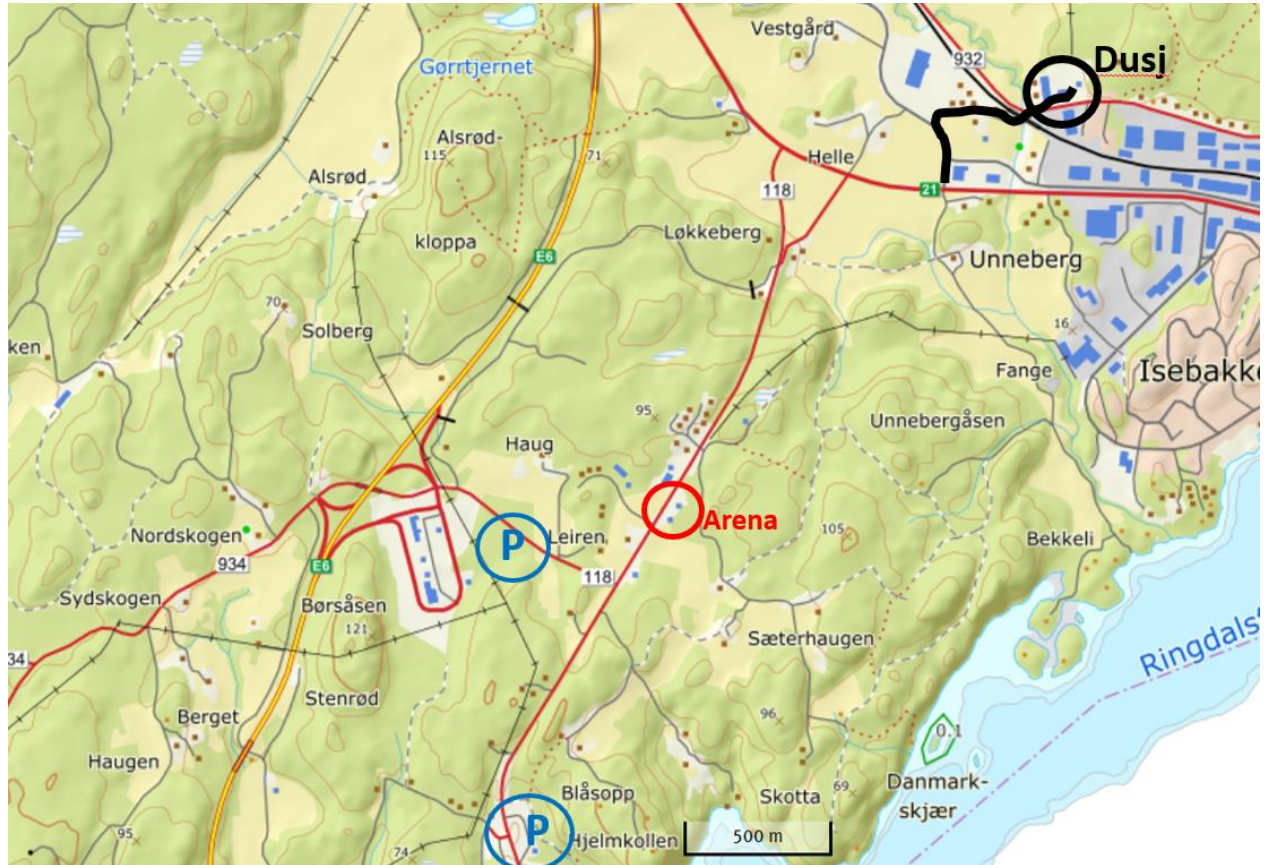 Vestgård
932
Dusj
Gørrtjernet
Alsrød-
115
71
Helle
Alsrød
118
21
kloppa
Løkkeberg
E6
Unneberg
70
Solberg
16
ken
Fange
Isebakke
95
Unnebergåsen
Haug
Arena
Nordskogen
P
Leiren
105
Bekkeli
934
E6
118
Sydskogen
Børsåsen
121
Sæterhaugen
Ringdalsf
34
Stenrød
Berget
96
0.1
Haugen
Danmark-
skjær
Blåsopp
Skotta
69
95
P
Hjelmkollen
500 m
74